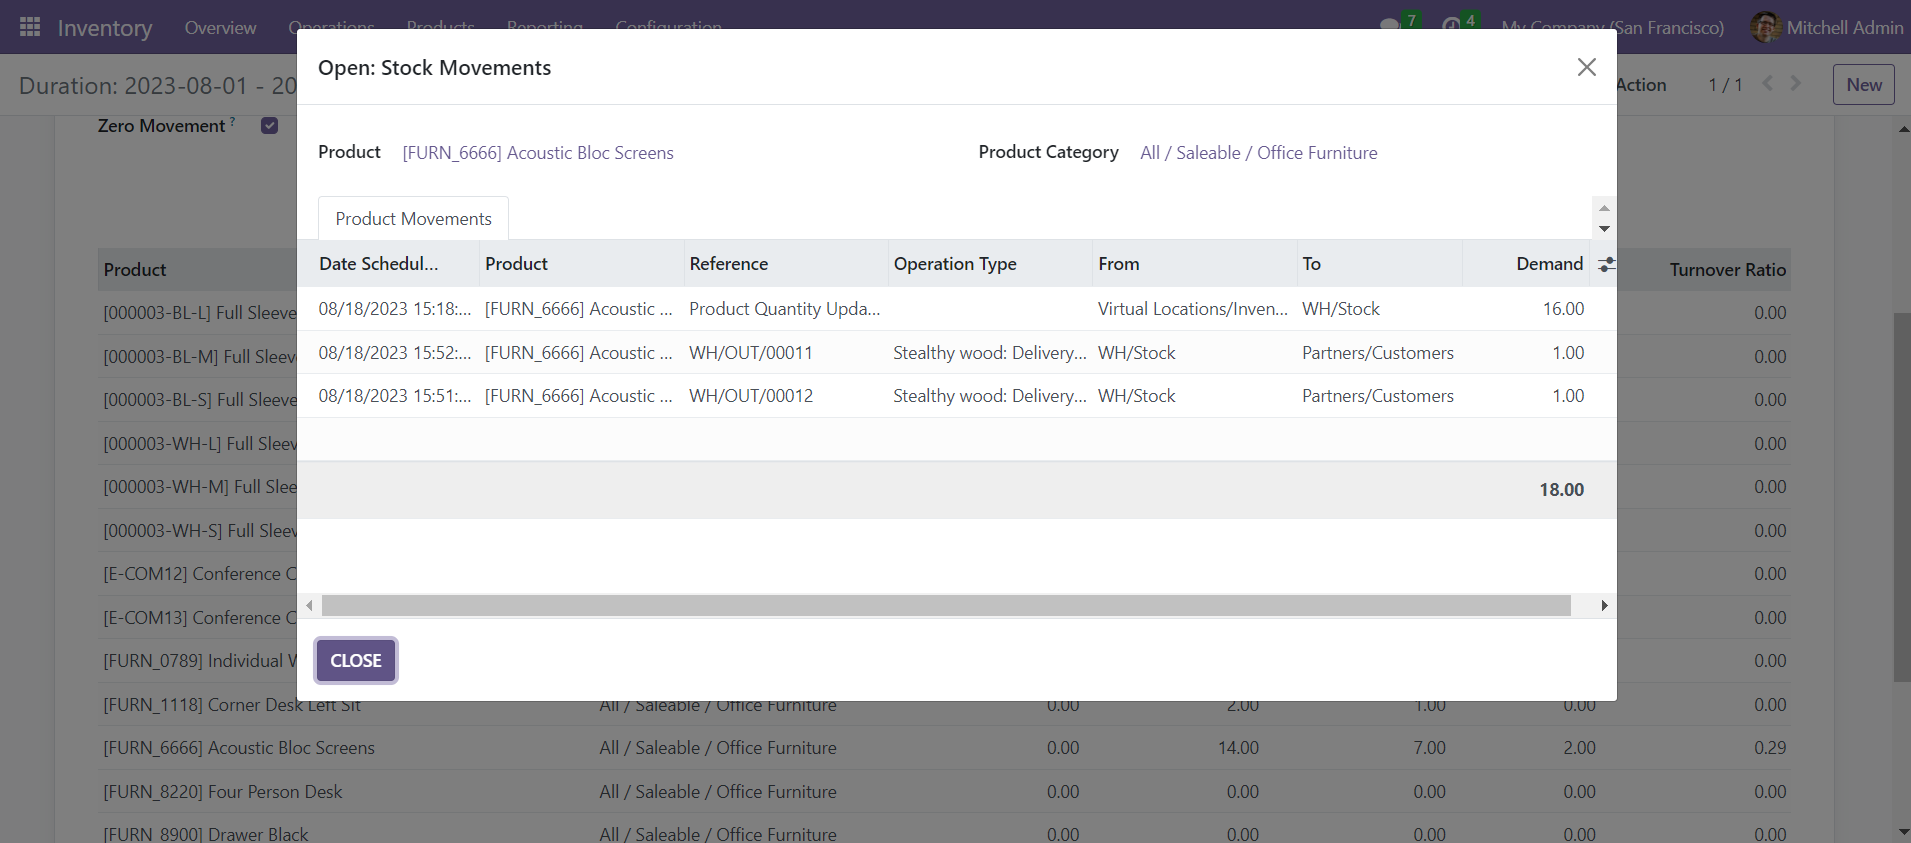 Inventory Overview Operations Products Reporting Configuration 7 4 My Company (San Francisco) Mitchell Admin
Duration: 2023-08-01 - 20 Action 1 / 1 New
Zero Movement ?
Open: Stock Movements
Product [FURN_6666] Acoustic Bloc Screens Product Category All / Saleable / Office Furniture
Product Movements
Date Schedul... Product Reference Operation Type From To Demand
08/18/2023 15:18:... [FURN_6666] Acoustic ... Product Quantity Upda... Virtual Locations/Inven... WH/Stock 16.00
08/18/2023 15:52:... [FURN_6666] Acoustic ... WH/OUT/00011 Stealthy wood: Delivery... WH/Stock Partners/Customers 1.00
08/18/2023 15:51:... [FURN_6666] Acoustic ... WH/OUT/00012 Stealthy wood: Delivery... WH/Stock Partners/Customers 1.00
18.00
CLOSE
Product Turnover Ratio
[000003-BL-L] Full Sleeve 0.00
[000003-BL-M] Full Sleev 0.00
[000003-BL-S] Full Sleeve 0.00
[000003-WH-L] Full Sleev 0.00
[000003-WH-M] Full Slee 0.00
[000003-WH-S] Full Sleev 0.00
[E-COM12] Conference C 0.00
[E-COM13] Conference C 0.00
[FURN_0789] Individual W 0.00
[FURN_1118] Corner Desk Left Sit All / Saleable / Office Furniture 0.00 2.00 1.00 0.00 0.00
[FURN_6666] Acoustic Bloc Screens All / Saleable / Office Furniture 0.00 14.00 7.00 2.00 0.29
[FURN_8220] Four Person Desk All / Saleable / Office Furniture 0.00 0.00 0.00 0.00 0.00
[FURN_8900] Drawer Black All / Saleable / Office Furniture 0.00 0.00 0.00 0.00 0.00